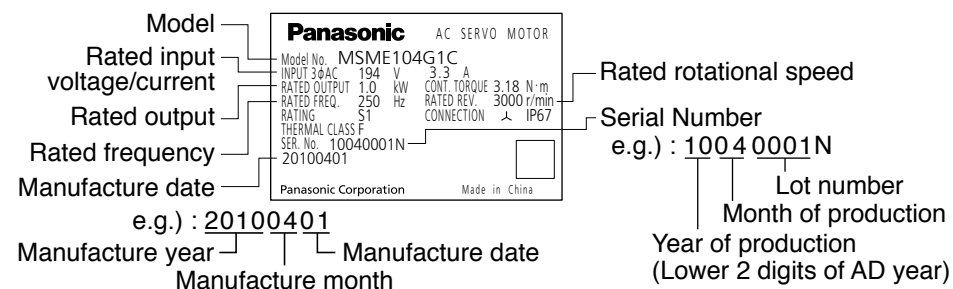 Model
Rated input
voltage/current
Rated output
Rated frequency
Manufacture date
Panasonic AC SERVO MOTOR
Model No. MSME104G1C
INPUT 3ϕAC 194 V 3.3 A
RATED OUTPUT 1.0 kW CONT. TORQUE 3.18 N·m
RATED FREQ. 250 Hz RATED REV. 3000 r/min
RATING S1 CONNECTION 人 IP67
THERMAL CLASS F
SER. No. 10040001N
20100401
Panasonic Corporation Made in China
Rated rotational speed
Serial Number
e.g.) : 10040001N
Lot number
Month of production
Year of production
(Lower 2 digits of AD year)
e.g.) : 20100401
Manufacture year Manufacture date
Manufacture month